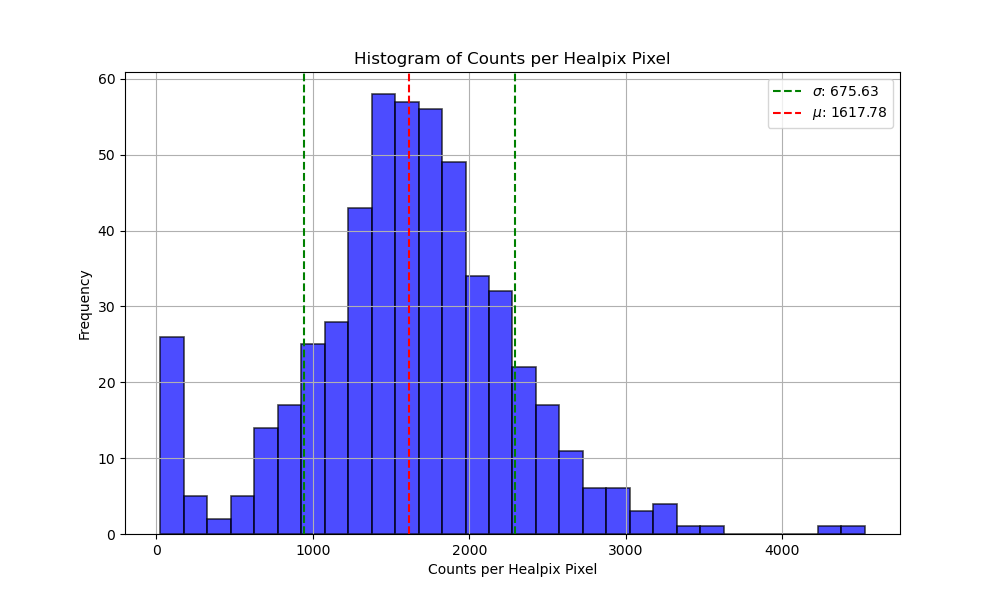 Histogram of Counts per Healpix Pixel
σ: 675.63
μ: 1617.78
60
50
40
30
20
10
0
Frequency
0 1000 2000 3000 4000
Counts per Healpix Pixel